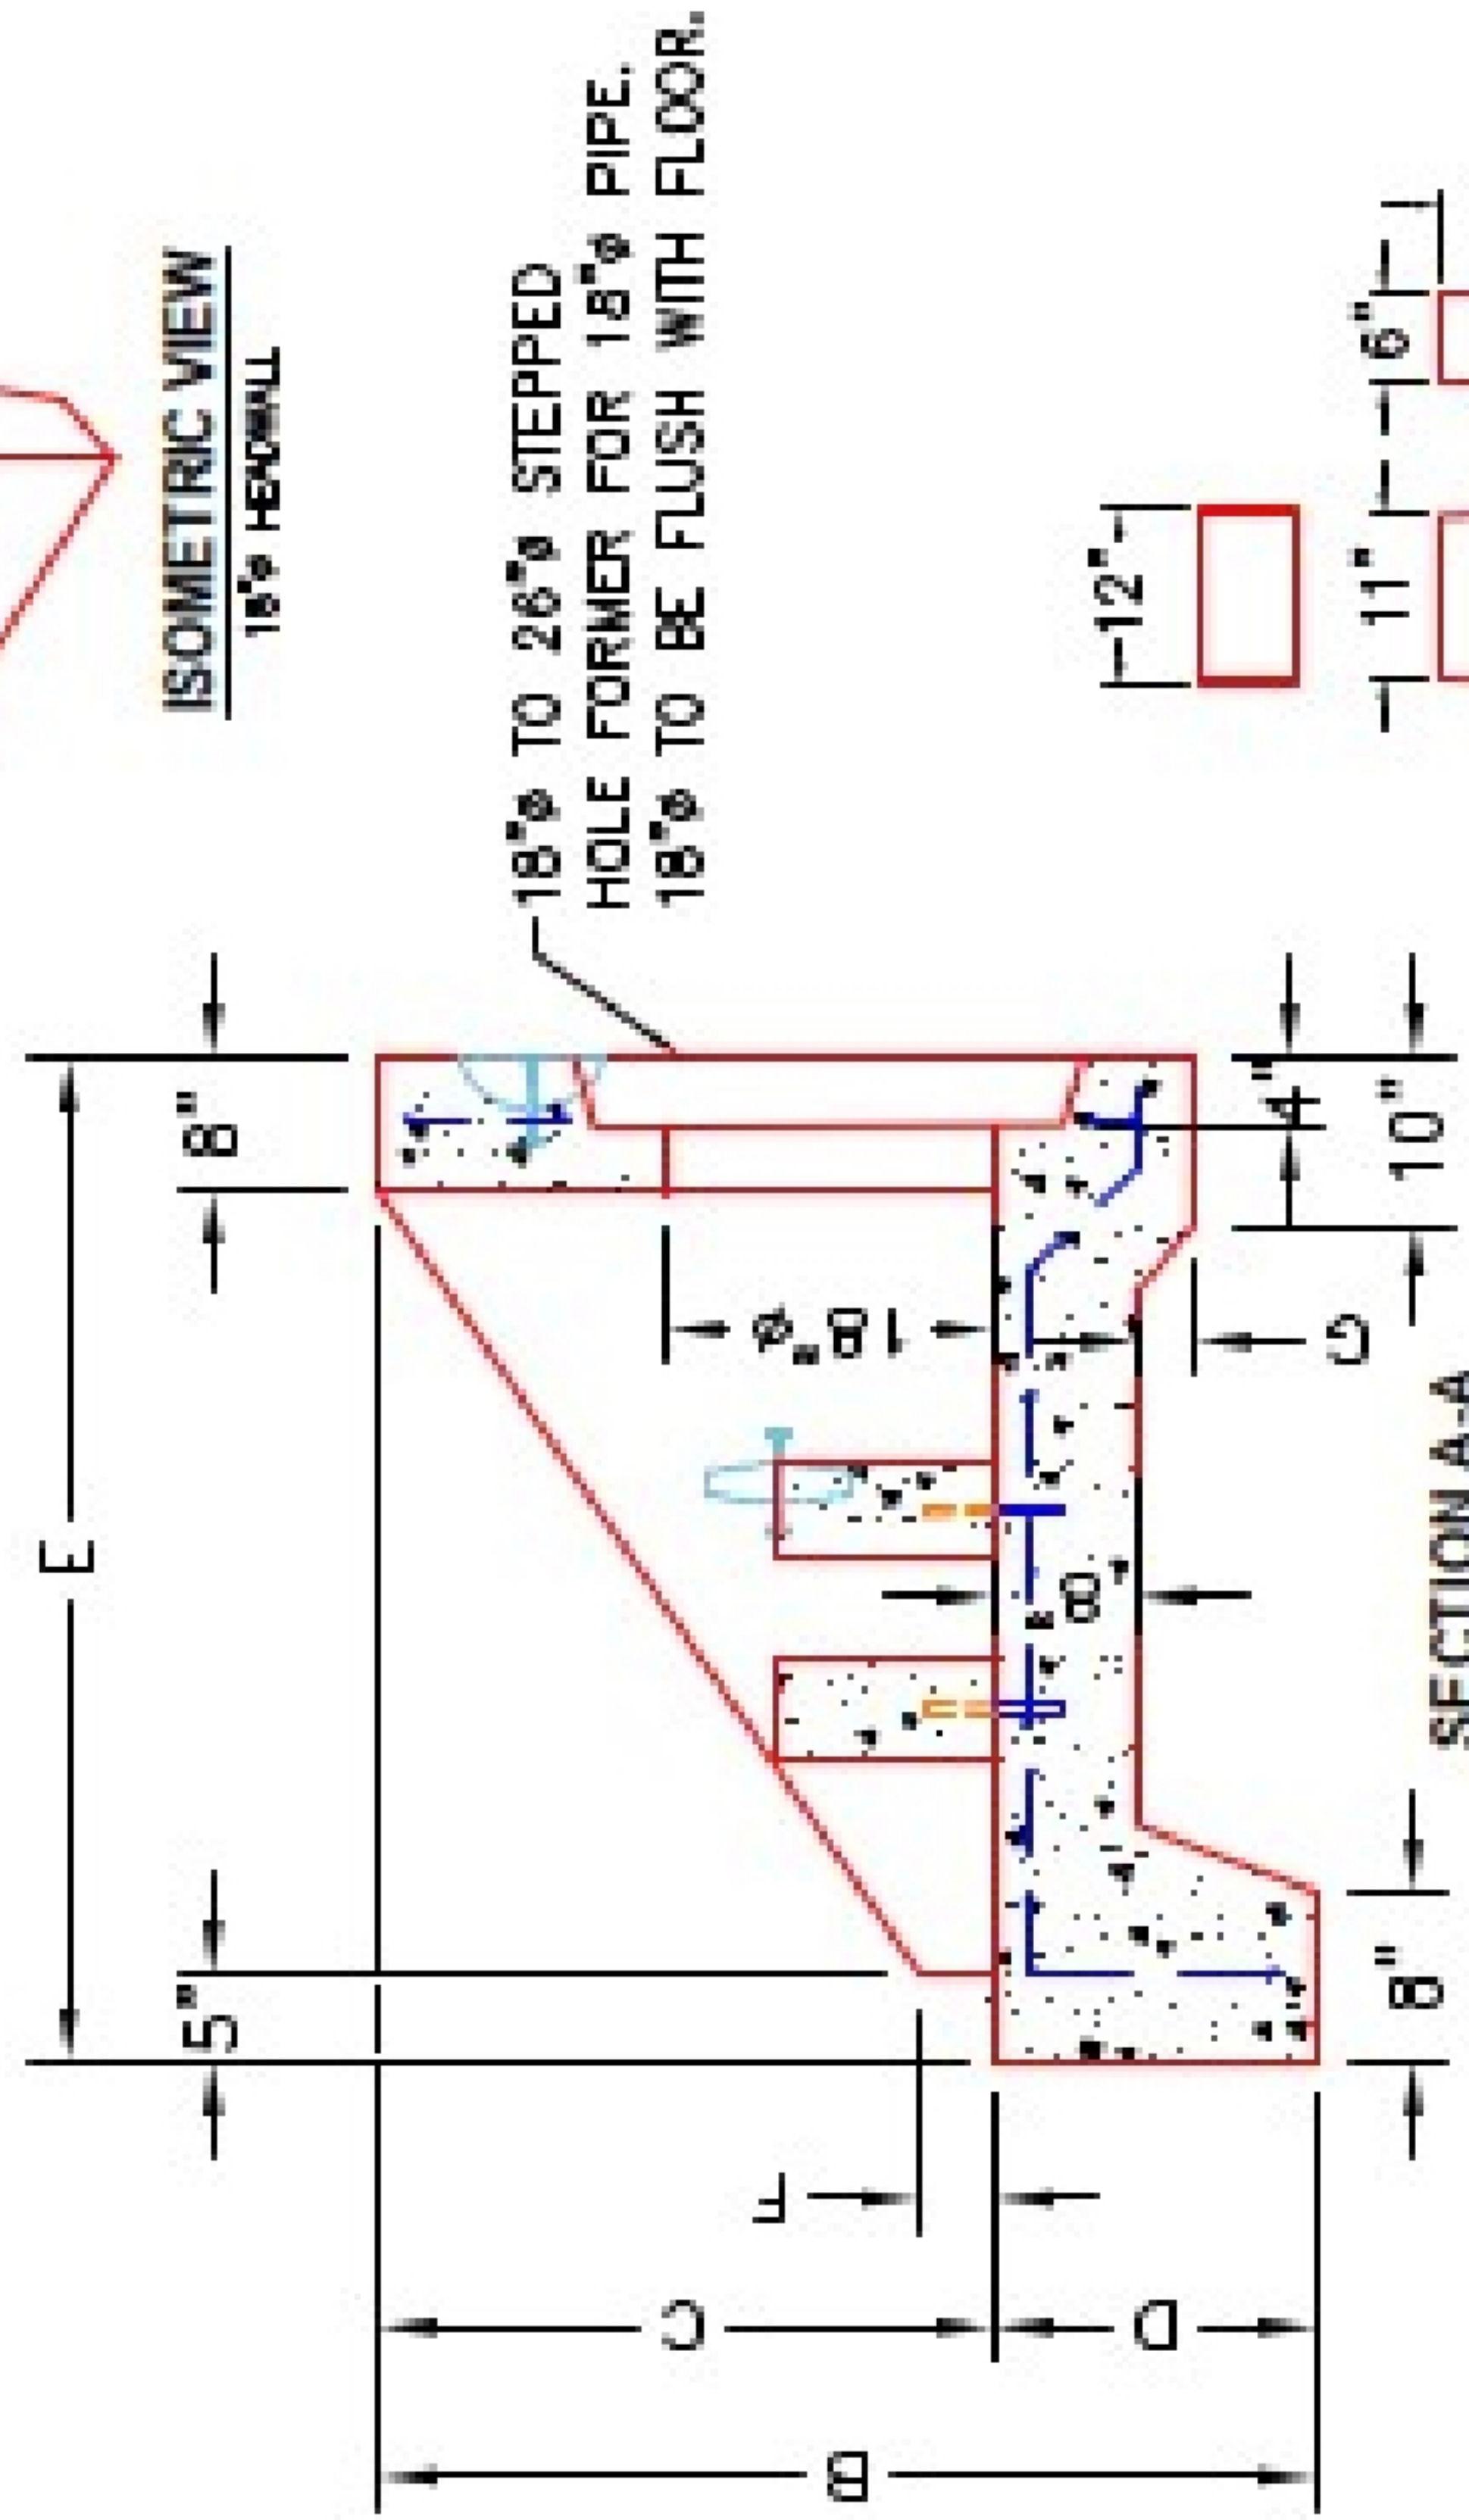 ISOMETRIC VIEW
18"ø HEADWALL
18"ø TO 26"ø STEPPED
HOLE FORMER FOR 18"ø PIPE.
18"ø TO BE FLUSH WITH FLOOR.
E
5"
8"
18"ø
8"
F
C
D
B
G
4"
10"
8"
SECTION A-A
12"
11"
6"